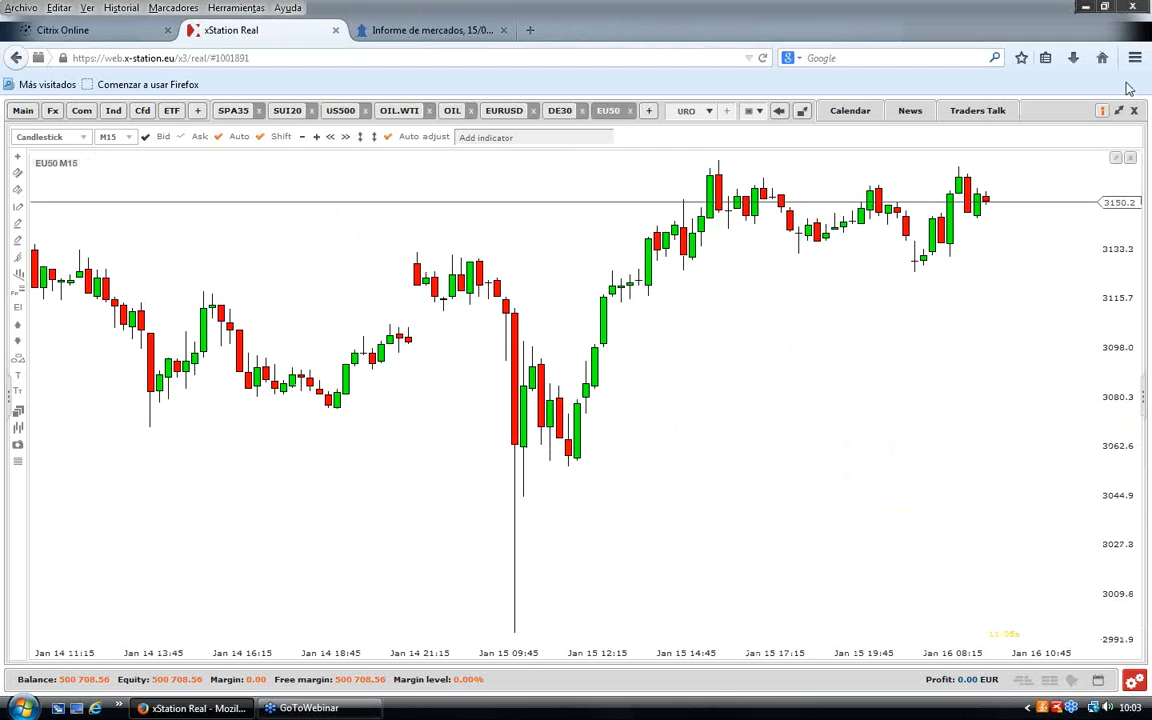 Archivo Editar Ver Historial Marcadores Herramientas Ayuda
Citrix Online × xStation Real × Informe de mercados, 15/0... × +
https://web.x-station.eu/x3/real/#1001891 Google
Más visitados Comenzar a usar Firefox
Main Fx Com Ind Cfd ETF + SPA35 x SUI20 x US500 x OIL.WTI x OIL x EURUSD x DE30 x EU50 x + URO Calendar News Traders Talk
Candlestick M15 Bid Ask Auto Shift Auto adjust Add indicator
EU50 M15
3150.2
3133.2
3115.7
3098.0
3080.3
3062.6
3044.9
3027.3
3009.6
2991.9
11:05s
Jan 14 11:15 Jan 14 13:45 Jan 14 16:15 Jan 14 18:45 Jan 14 21:15 Jan 15 09:45 Jan 15 12:15 Jan 15 14:45 Jan 15 17:15 Jan 15 19:45 Jan 16 08:15 Jan 16 10:45
Balance: 500 708.56 Equity: 500 708.56 Margin: 0.00 Free margin: 500 708.56 Margin level: 0.00% Profit: 0.00 EUR
xStation Real - Mozil... GoToWebinar 10:03